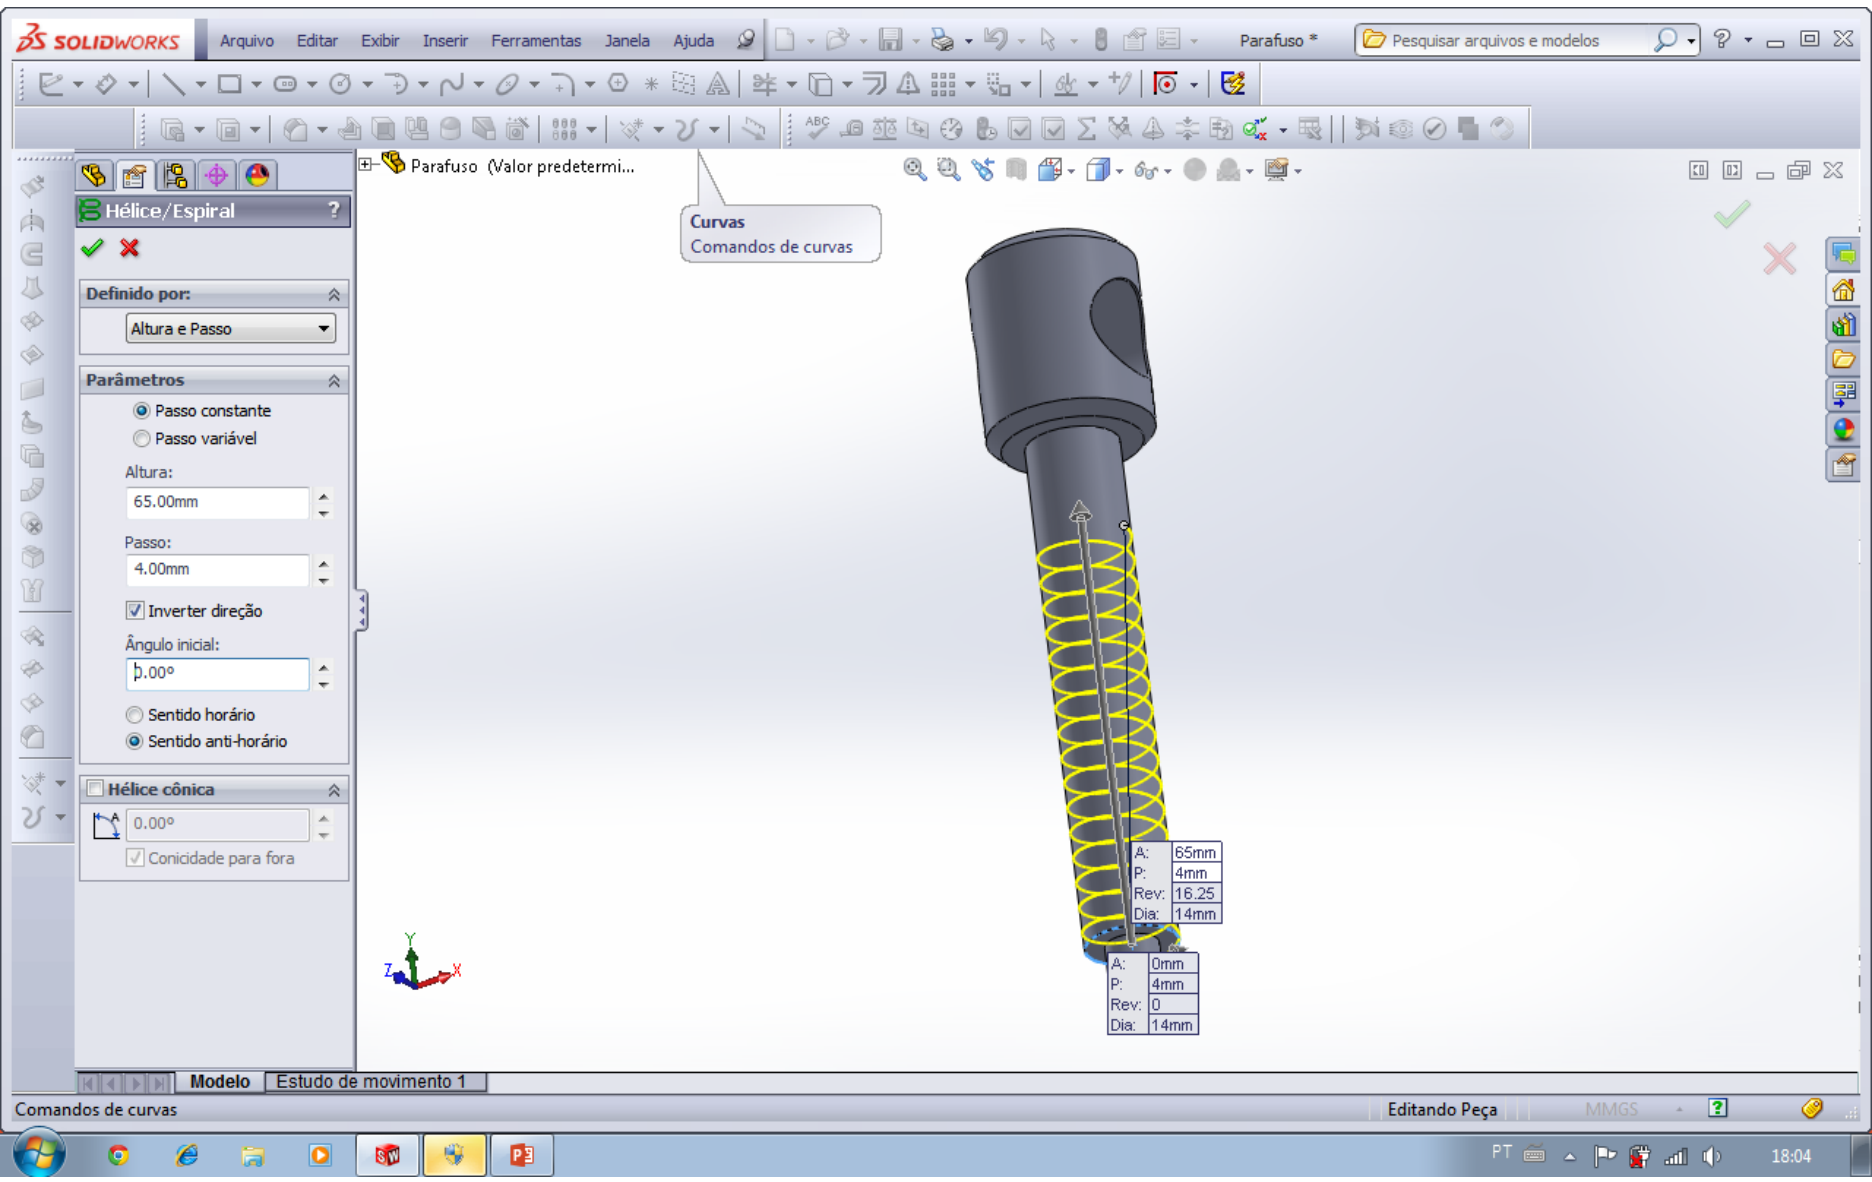 SOLIDWORKS Arquivo Editar Exibir Inserir Ferramentas Janela Ajuda Parafuso * Pesquisar arquivos e modelos
ABC
Parafuso (Valor predetermi...
Hélice/Espiral ?
Curvas
Comandos de curvas
Definido por:
Altura e Passo
Parâmetros
Passo constante
Passo variável
Altura:
65.00mm
Passo:
4.00mm
Inverter direção
Ângulo inicial:
0.00º
Sentido horário
Sentido anti-horário
Hélice cônica
A
0.00º
Conicidade para fora
A: 65mm
P: 4mm
Rev: 16.25
Dia: 14mm
A: 0mm
P: 4mm
Rev: 0
Dia: 14mm
Y
Z X
Modelo Estudo de movimento 1
Comandos de curvas Editando Peça MMGS ?
SW P PT 18:04